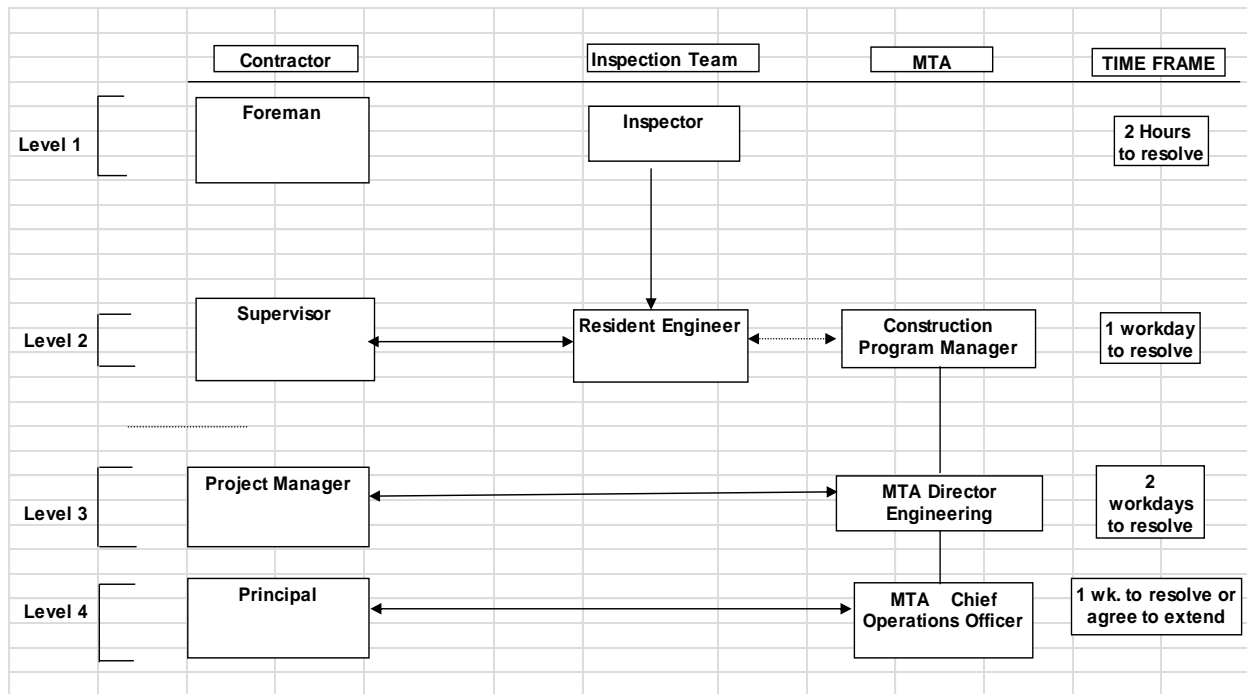 Contractor
Inspection Team
MTA
TIME FRAME
Level 1
Foreman
Inspector
2 Hours
to resolve
Level 2
Supervisor
Resident Engineer
Construction
Program Manager
1 workday
to resolve
Level 3
Project Manager
MTA Director
Engineering
2
workdays
to resolve
Level 4
Principal
MTA Chief
Operations Officer
1 wk. to resolve or
agree to extend